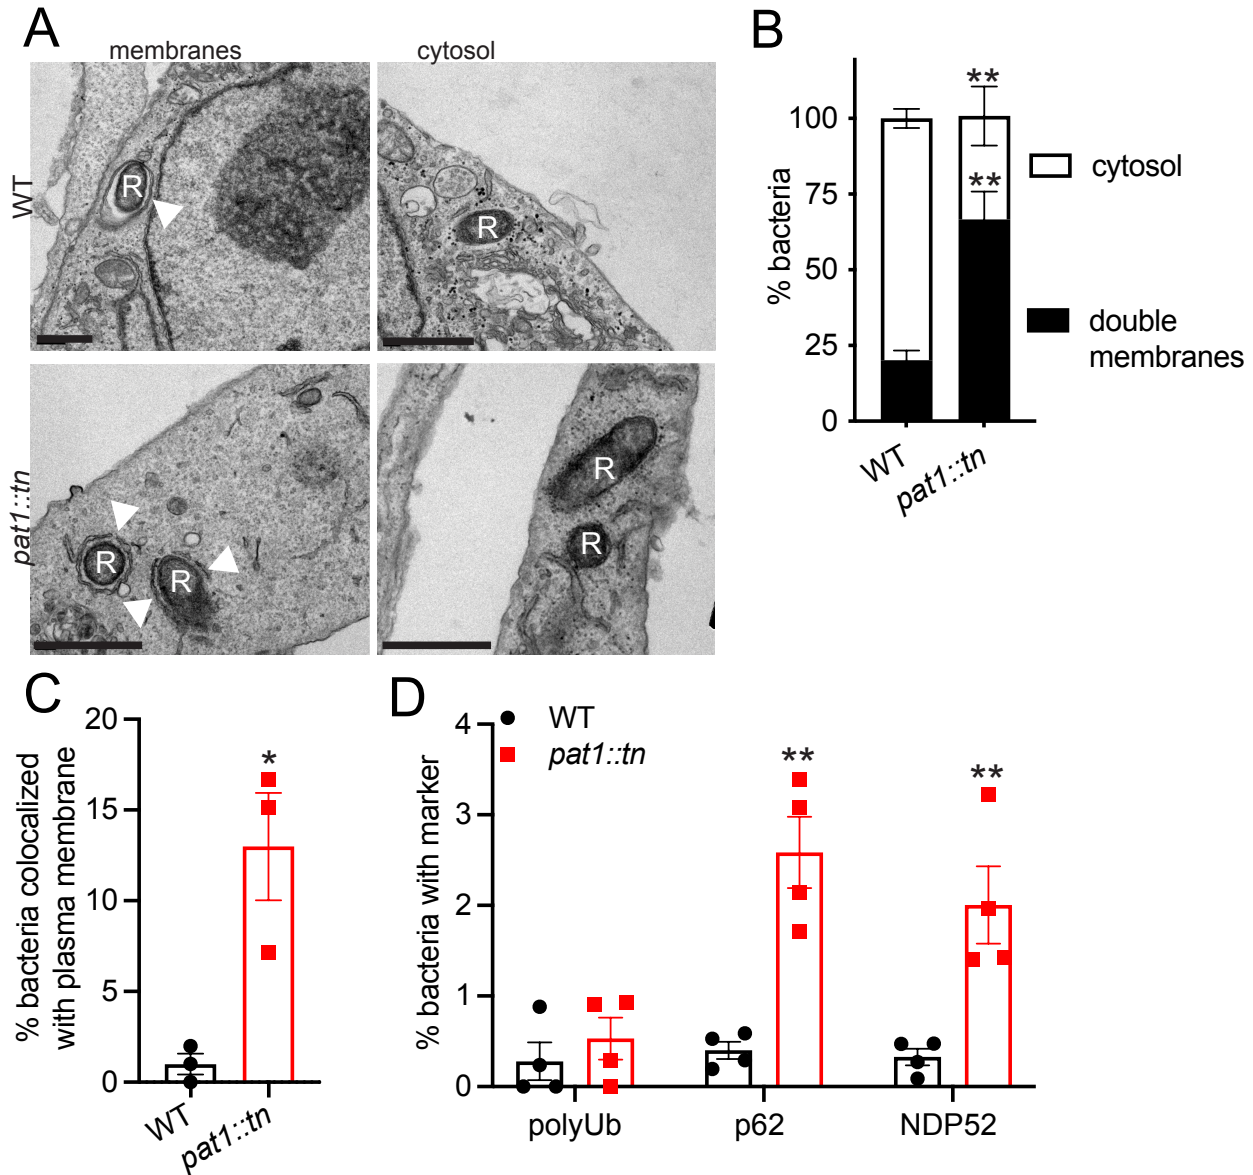 A
membranes
cytosol
WT
R
R
pat1::tn
R
R
R
R
B
% bacteria
100
75
50
25
0
**
**
WT
pat1::tn
cytosol
double
membranes
C
% bacteria colocalized
with plasma membrane
20
15
10
5
0
*
WT
pat1::tn
D
WT
pat1::tn
% bacteria with marker
4
3
2
1
0
**
**
polyUb
p62
NDP52